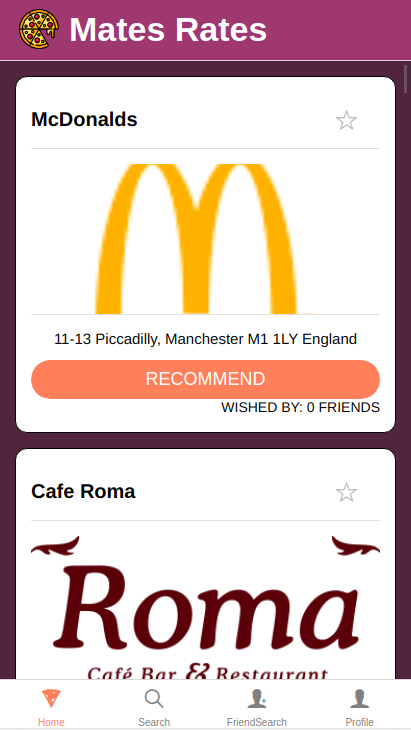 Mates Rates
McDonalds
11-13 Piccadilly, Manchester M1 1LY England
RECOMMEND
WISHED BY: 0 FRIENDS
Cafe Roma
Roma
Café Bar & Restaurant
Home
Search
FriendSearch
Profile